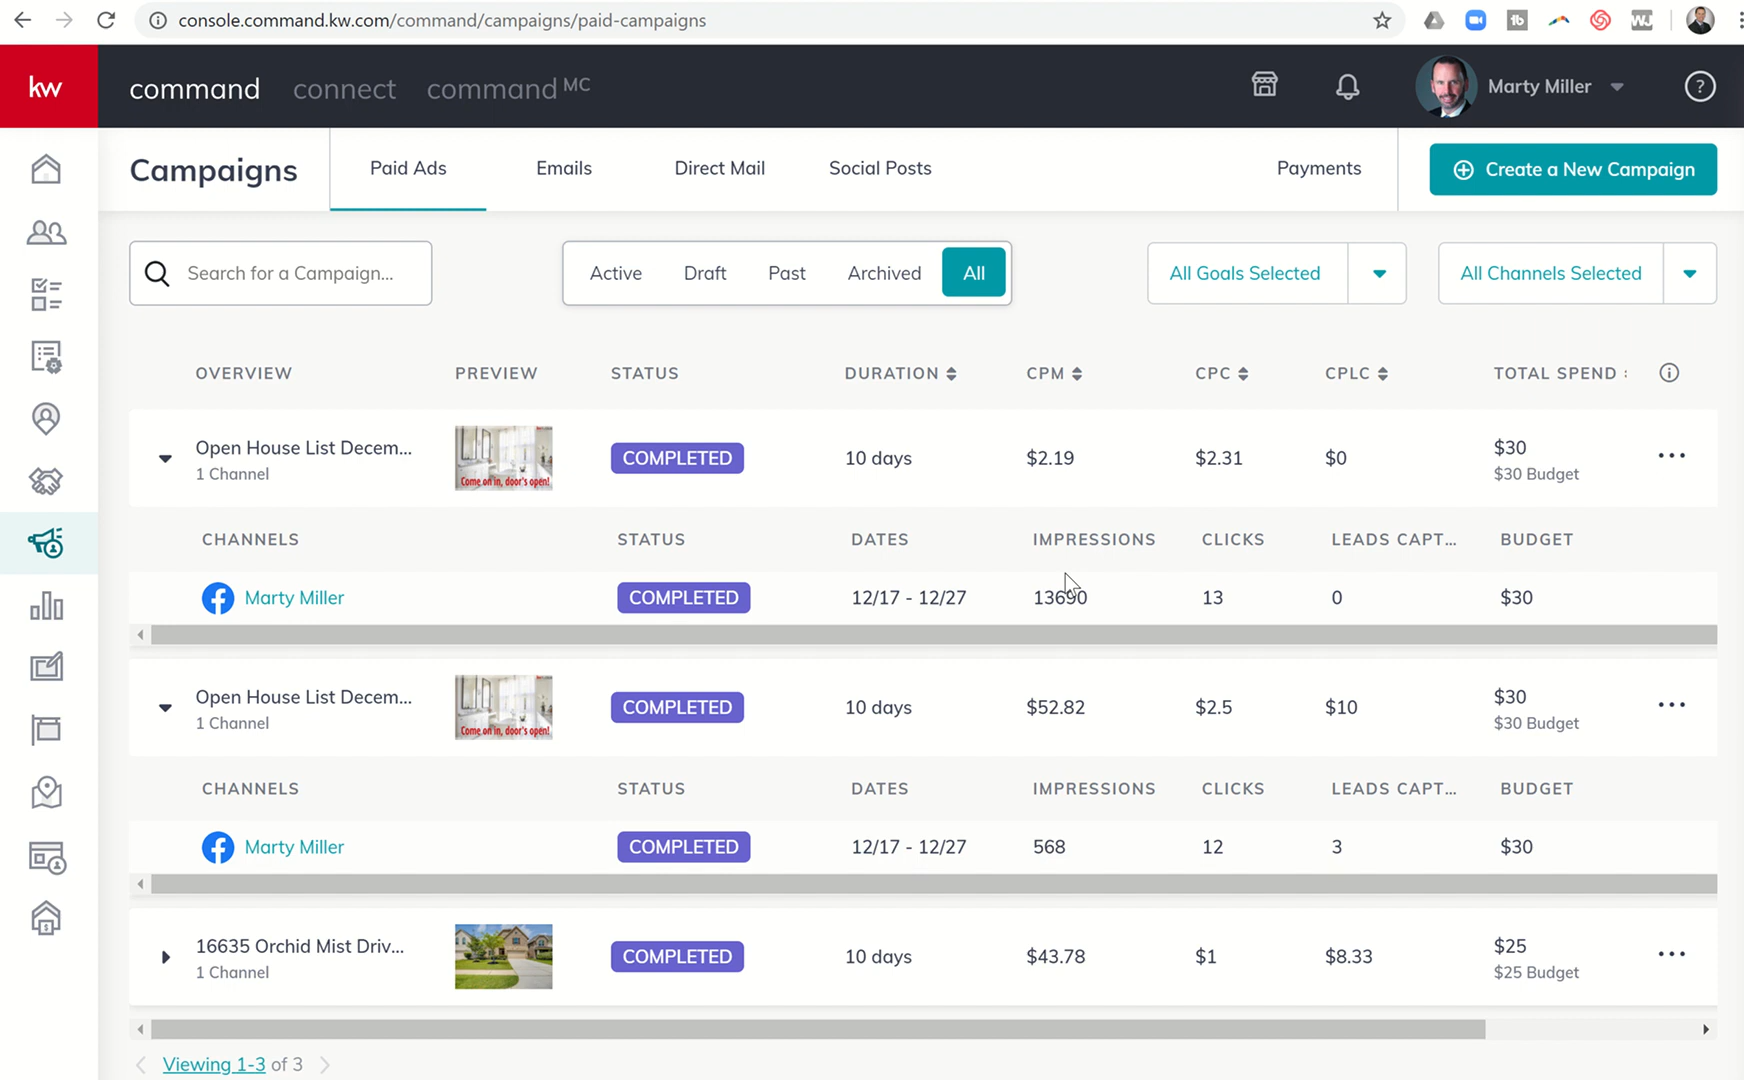 console.command.kw.com/command/campaigns/paid-campaigns
kw command connect command MC Marty Miller ?
Campaigns Paid Ads Emails Direct Mail Social Posts Payments Create a New Campaign
Search for a Campaign... Active Draft Past Archived All All Goals Selected All Channels Selected
OVERVIEW PREVIEW STATUS DURATION CPM CPC CPLC TOTAL SPEND
Open House List Decem... COMPLETED 10 days $2.19 $2.31 $0 $30
1 Channel $30 Budget
Come on in, door's open!
CHANNELS STATUS DATES IMPRESSIONS CLICKS LEADS CAPT... BUDGET
Marty Miller COMPLETED 12/17 - 12/27 13690 13 0 $30
Open House List Decem... COMPLETED 10 days $52.82 $2.5 $10 $30
1 Channel $30 Budget
Come on in, door's open!
CHANNELS STATUS DATES IMPRESSIONS CLICKS LEADS CAPT... BUDGET
Marty Miller COMPLETED 12/17 - 12/27 568 12 3 $30
16635 Orchid Mist Driv... COMPLETED 10 days $43.78 $1 $8.33 $25
1 Channel $25 Budget
Viewing 1-3 of 3